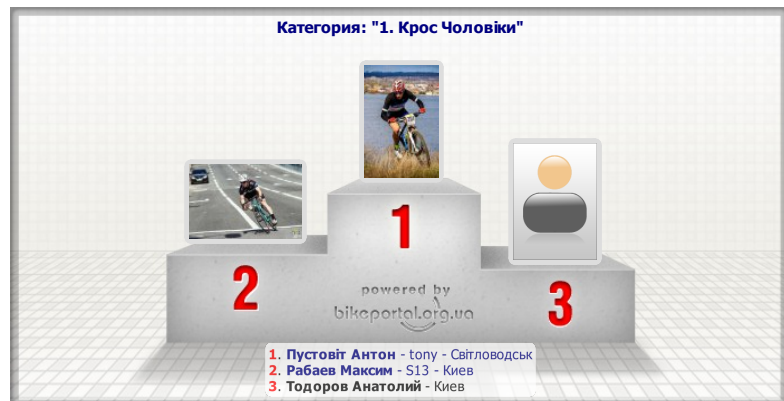 Категория: "1. Крос Чоловіки"
1
2
3
powered by
bikeportal.org.ua
1. Пустовіт Антон - tony - Світловодськ
2. Рабаев Максим - S13 - Киев
3. Тодоров Анатолий - Киев